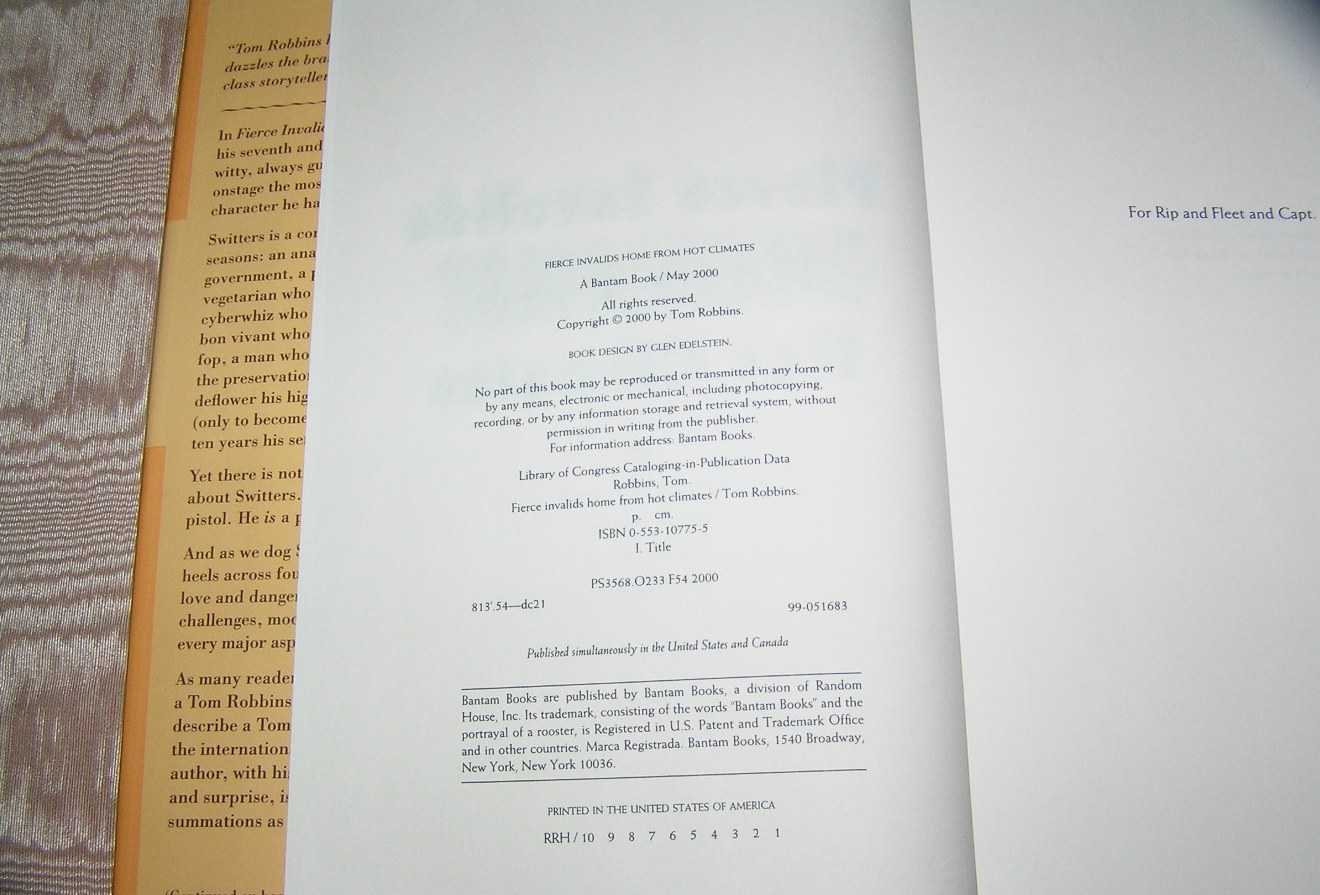 "Tom Robbins
dazzles the bra
class storyteller
In Fierce Invalid
his seventh and
witty, always gu
onstage the mos
character he ha
Switters is a con
seasons: an ana
government, a p
vegetarian who
cyberwhiz who
bon vivant who
fop, a man who
the preservation
deflower his hig
(only to become
ten years his se
Yet there is not
about Switters.
pistol. He is a p
And as we dog S
heels across fou
love and danger
challenges, moc
every major asp
As many reader
a Tom Robbins
describe a Tom
the internation
author, with hi
and surprise, is
summations as
FIERCE INVALIDS HOME FROM HOT CLIMATES
A Bantam Book / May 2000
All rights reserved.
Copyright © 2000 by Tom Robbins.
BOOK DESIGN BY GLEN EDELSTEIN.
No part of this book may be reproduced or transmitted in any form or
by any means, electronic or mechanical, including photocopying,
recording, or by any information storage and retrieval system, without
permission in writing from the publisher.
For information address: Bantam Books.
Library of Congress Cataloging-in-Publication Data
Robbins, Tom.
Fierce invalids home from hot climates / Tom Robbins.
p. cm.
ISBN 0-553-10775-5
I. Title
PS3568.O233 F54 2000
813'.54—dc21 99-051683
Published simultaneously in the United States and Canada
Bantam Books are published by Bantam Books, a division of Random
House, Inc. Its trademark, consisting of the words "Bantam Books" and the
portrayal of a rooster, is Registered in U.S. Patent and Trademark Office
and in other countries. Marca Registrada. Bantam Books, 1540 Broadway,
New York, New York 10036.
PRINTED IN THE UNITED STATES OF AMERICA
RRH / 10 9 8 7 6 5 4 3 2 1
For Rip and Fleet and Capt.